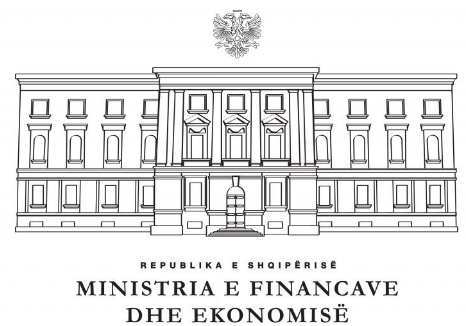 REPUBLIKA E SHQIPËRISË
MINISTRIA E FINANCAVE
DHE EKONOMISË